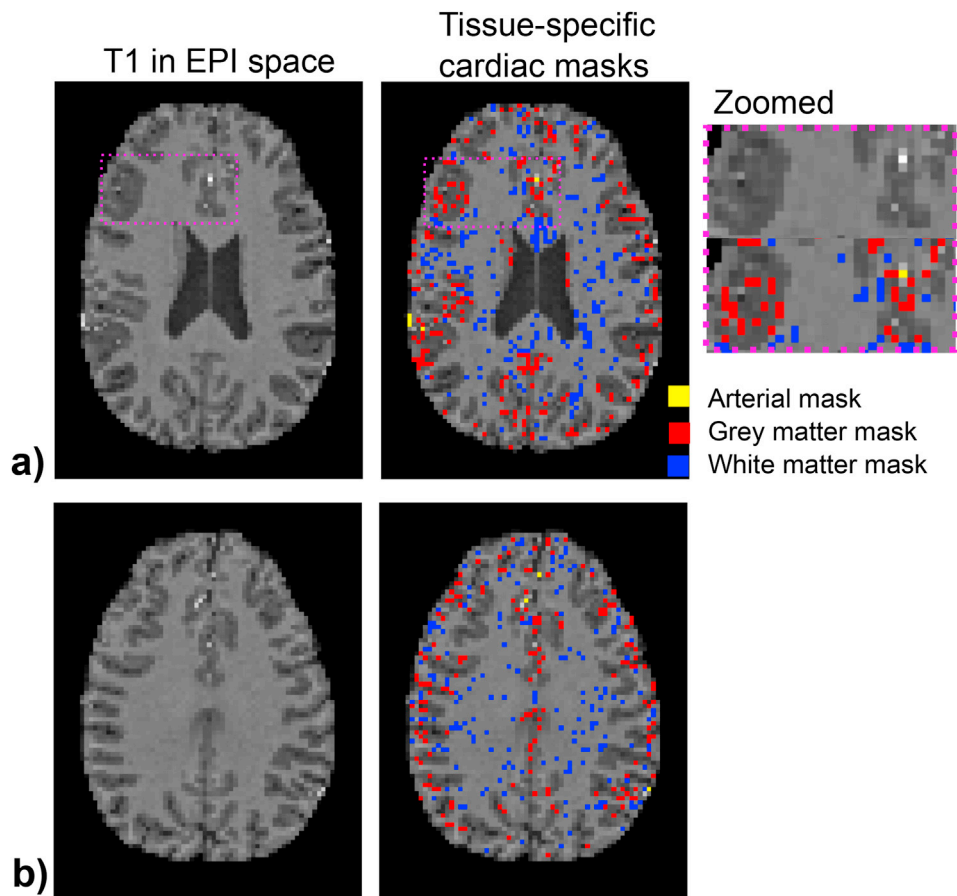 T1 in EPI space
Tissue-specific
cardiac masks
Zoomed
Arterial mask
Grey matter mask
White matter mask
a)
b)